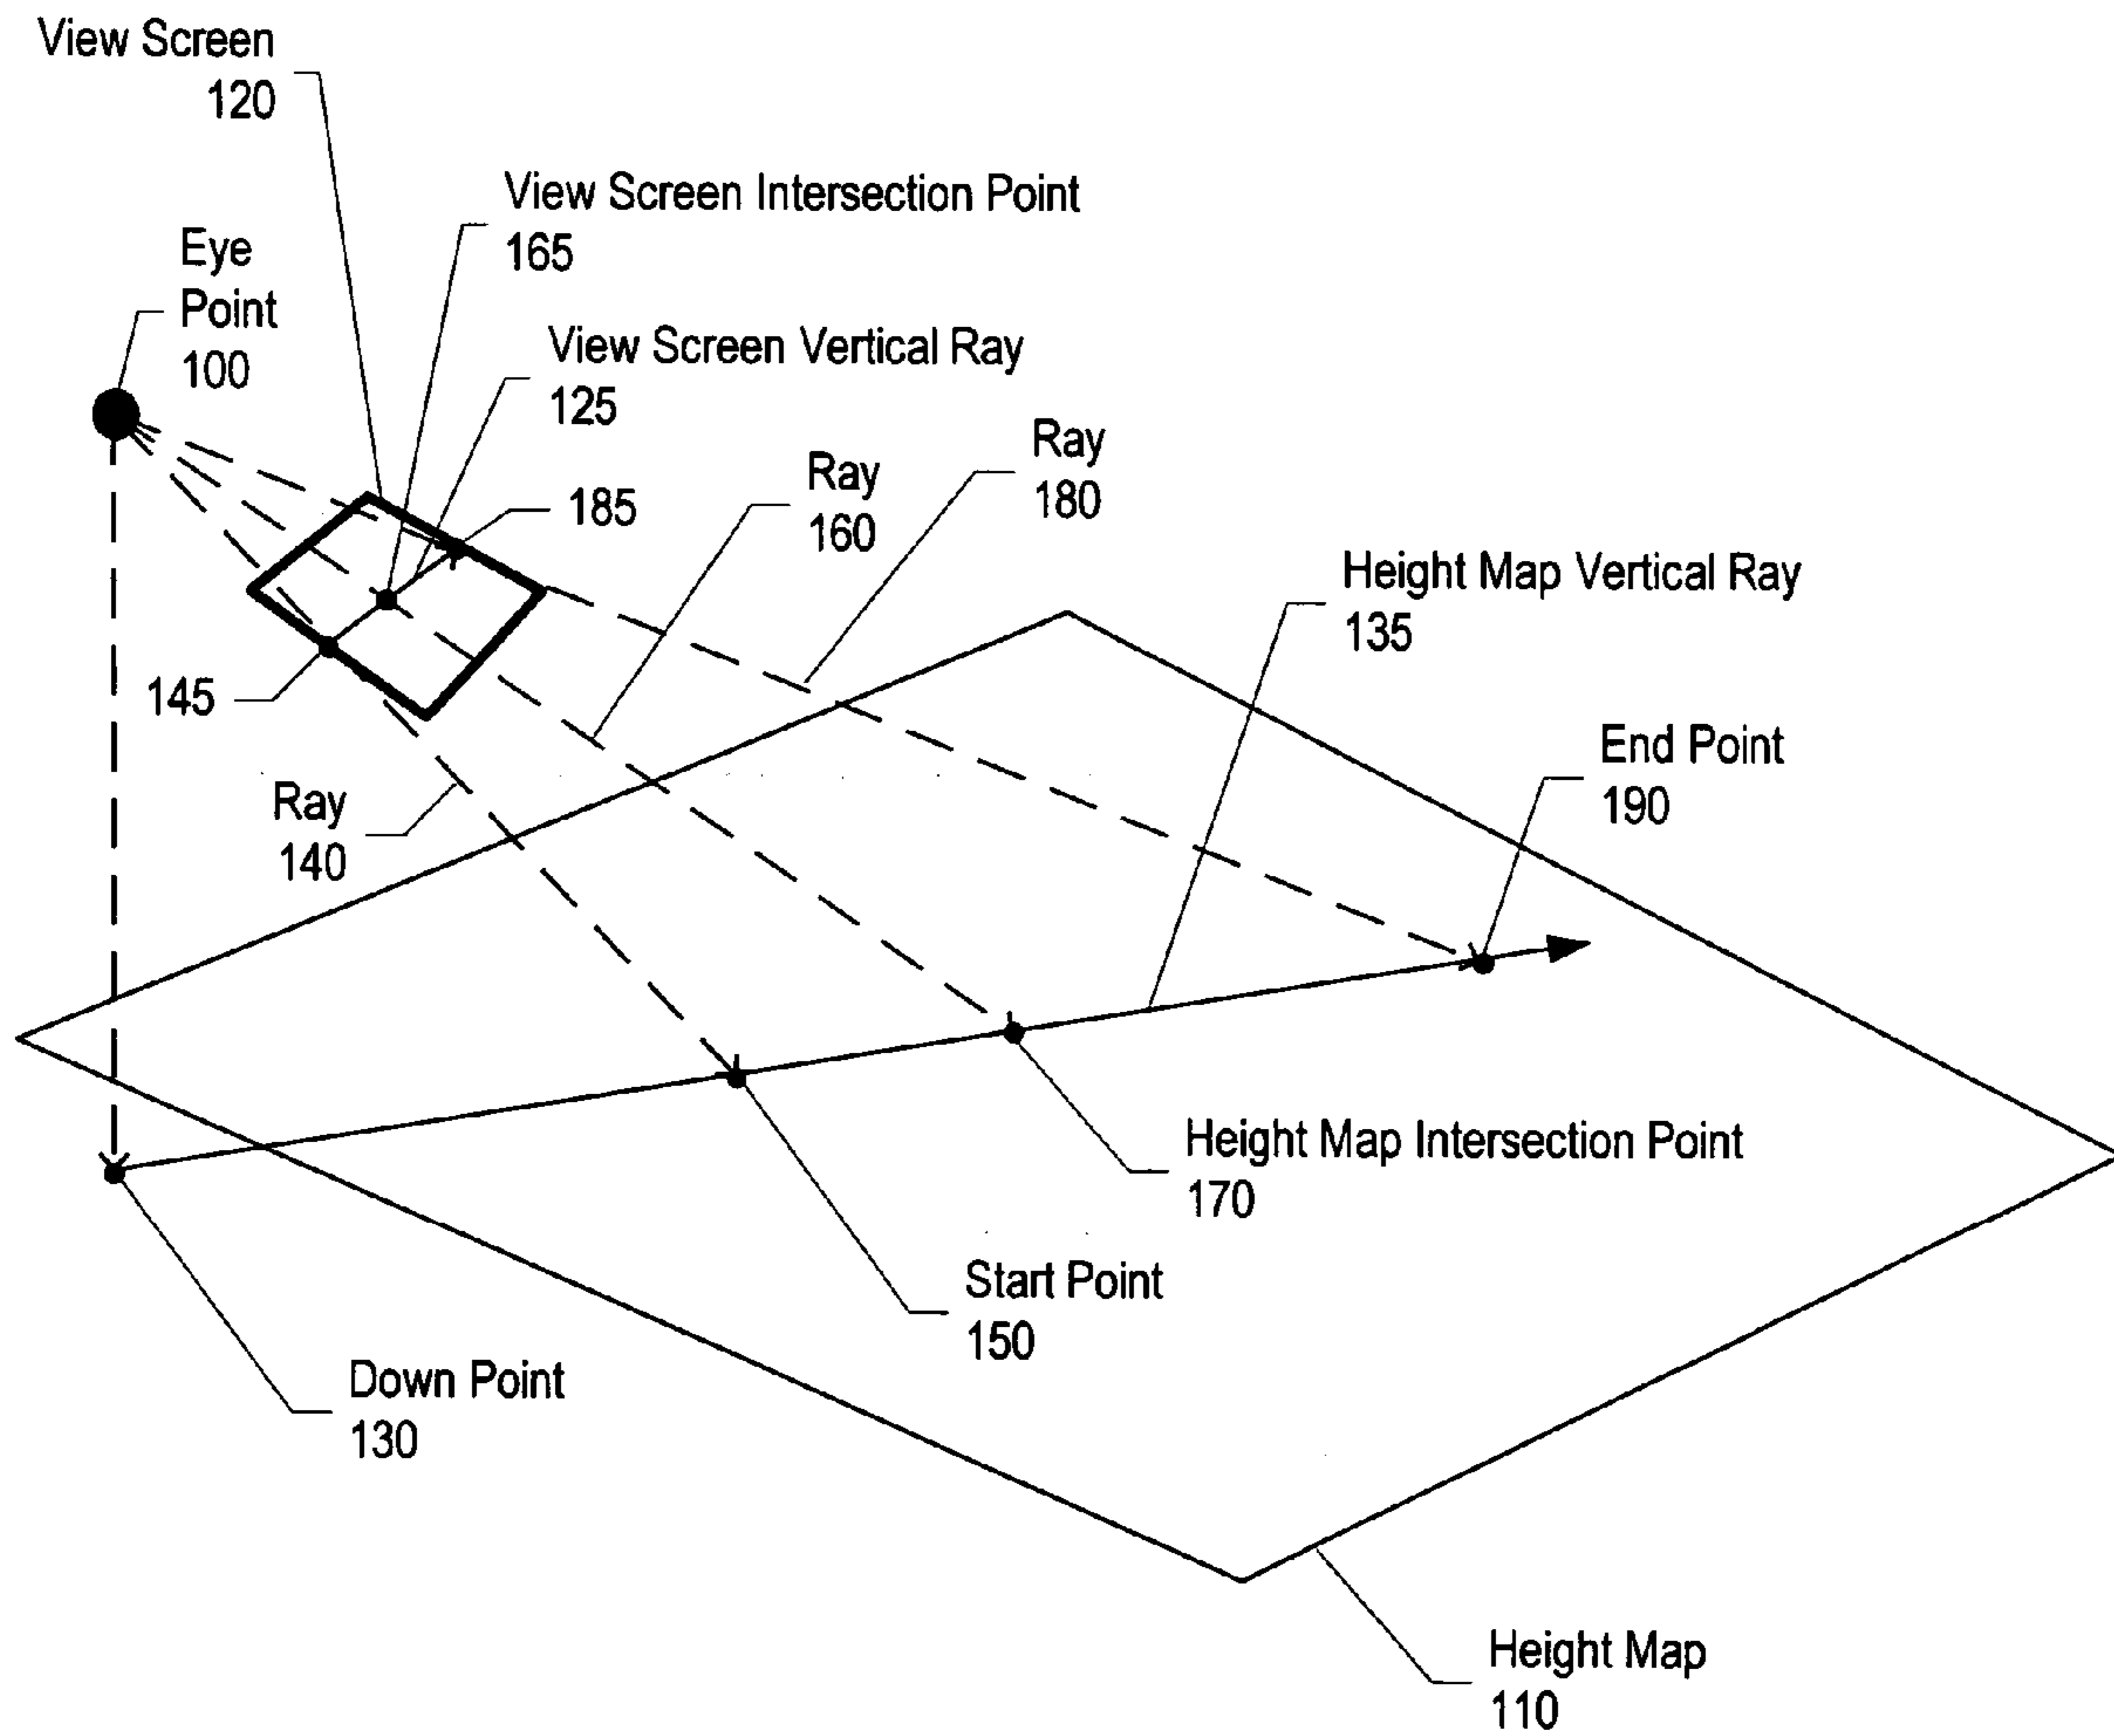 View Screen
120
View Screen Intersection Point
165
Eye
Point
100
View Screen Vertical Ray
125
Ray
180
Ray
160
185
Height Map Vertical Ray
135
145
End Point
190
Ray
140
Height Map Intersection Point
170
Start Point
150
Down Point
130
Height Map
110